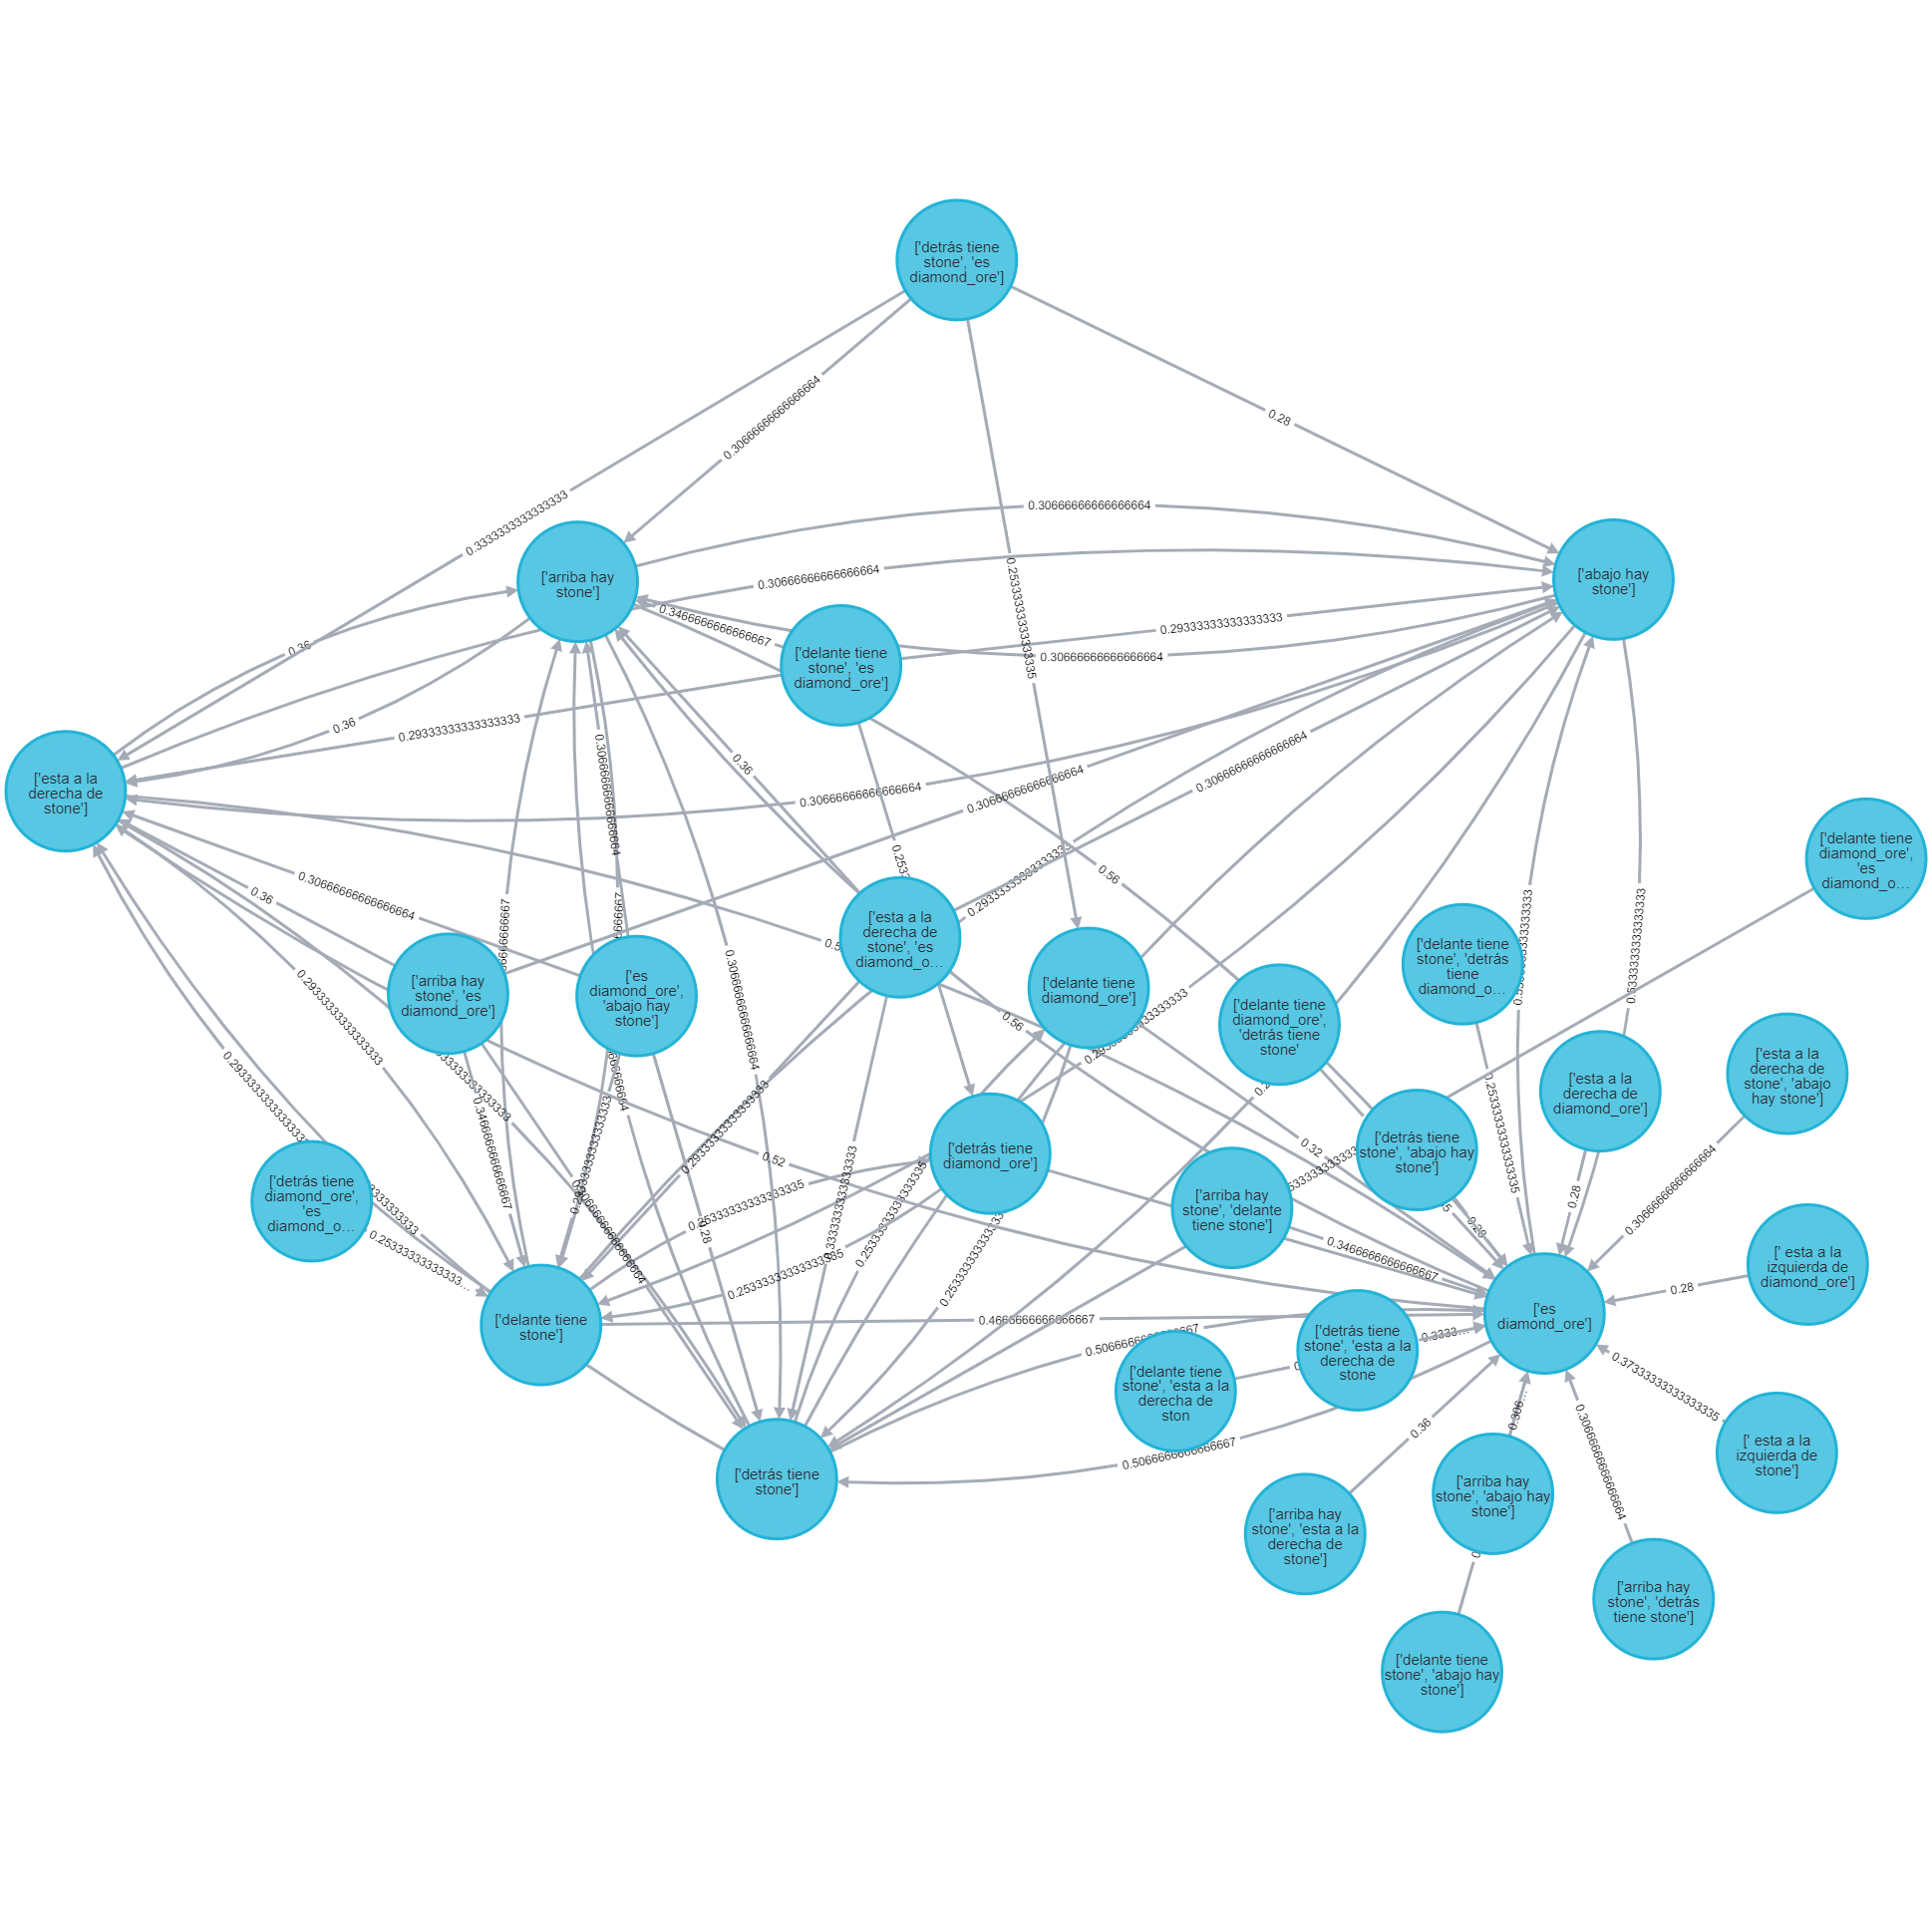 ['detrás tiene
stone', 'es
diamond_ore']
0.30666666666666664
0.28
0.3333333333333333
0.30666666666666664
['arriba hay
stone']
['abajo hay
stone']
0.30666666666666664
0.25333333333333335
0.3466666666666667
0.29333333333333333
['delante tiene
stone', 'es
diamond_ore']
0.30666666666666664
0.36
0.36
0.29333333333333333
['esta a la
derecha de
stone']
0.30666666666666664
0.36
0.30666666666666664
0.30666666666666664
0.30666666666666664
0.56
['delante tiene
diamond_ore',
'es
diamond_o...
0.36
0.30666666666666664
0.29333333333333333
['esta a la
derecha de
stone', 'es
diamond_o...
['delante tiene
stone', 'detrás
tiene
diamond_o...
0.5333333333333333
['arriba hay
stone', 'es
diamond_ore']
['es
diamond_ore',
'abajo hay
stone']
['delante tiene
diamond_ore']
['delante tiene
diamond_ore',
'detrás tiene
stone'
0.30666666666666664
0.29333333333333333
0.56
['esta a la
derecha de
stone', 'abajo
hay stone']
['esta a la
derecha de
diamond_ore']
0.29333333333333333
0.3466666666666667
0.29333333333333333
0.25333333333333335
0.30666666666666664
['detrás tiene
diamond_ore',
'es
diamond_o...
0.52
['detrás tiene
diamond_ore']
0.32
['detrás tiene
stone', 'abajo hay
stone']
0.28
0.25333333333333335
0.28
['arriba hay
stone', 'delante
tiene stone']
0.25333333333...
0.25333333333333335
0.25333333333333335
0.25333333333333335
0.3466666666666667
[' esta a la
izquierda de
diamond_ore']
0.28
['delante tiene
stone']
0.4666666666666667
['es
diamond_ore']
0.3333...
['detrás tiene
stone', 'esta a la
derecha de
stone
['delante tiene
stone', 'esta a la
derecha de
ston
0.37333333333333335
0.36
0.306...
0.30666666666666664
[' esta a la
izquierda de
stone']
0.5066666666666667
['detrás tiene
stone']
['arriba hay
stone', 'abajo hay
stone']
['arriba hay
stone', 'esta a la
derecha de
stone']
['arriba hay
stone', 'detrás
tiene stone']
['delante tiene
stone', 'abajo hay
stone']